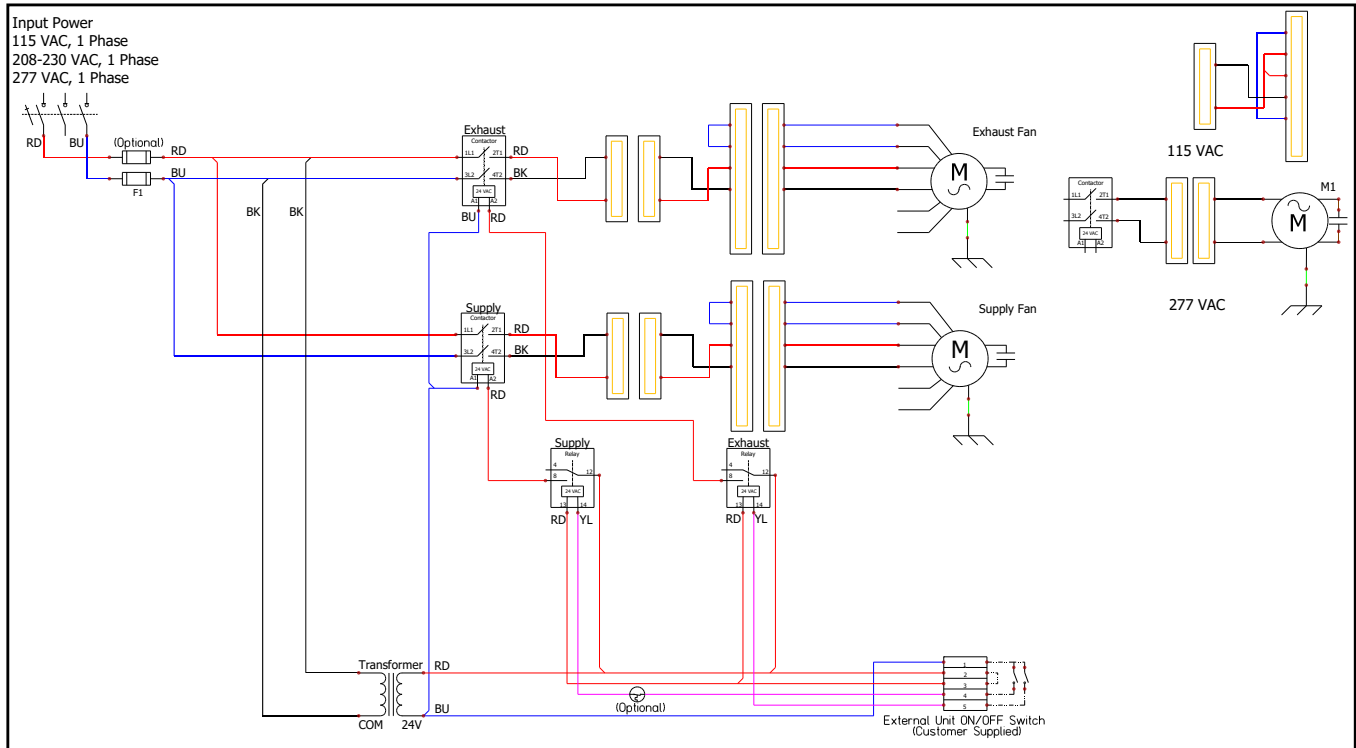 Input Power
115 VAC, 1 Phase
208-230 VAC, 1 Phase
277 VAC, 1 Phase
RD
BU
(Optional)
RD
F1
BU
BK
BK
Exhaust
Contactor
1L1 2T1
3L2 4T2
24 VAC
A1 A2
RD
BK
BU
RD
M
Exhaust Fan
Supply
Contactor
1L1 2T1
3L2 4T2
24 VAC
A1 A2
RD
BK
RD
M
Supply Fan
115 VAC
Contactor
1L1 2T1
3L2 4T2
24 VAC
A1 A2
M1
M
277 VAC
Supply
Relay
4
8
12
24 VAC
13 14
RD YL
Exhaust
Relay
4
8
12
24 VAC
13 14
RD YL
Transformer
RD
BU
COM 24V
(Optional)
1
2
3
4
5
External Unit ON/OFF Switch
(Customer Supplied)